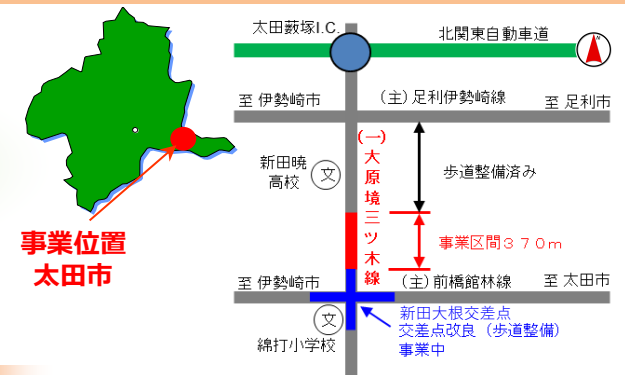 太田藪塚I.C.
北関東自動車道
N
至 伊勢崎市
(主)足利伊勢崎線
至 足利市
(一)大原境三ツ木線
新田暁
高校
文
歩道整備済み
事業区間370m
事業位置
太田市
至 伊勢崎市
(主)前橋館林線
至 太田市
文
綿打小学校
新田大根交差点
交差点改良(歩道整備)
事業中